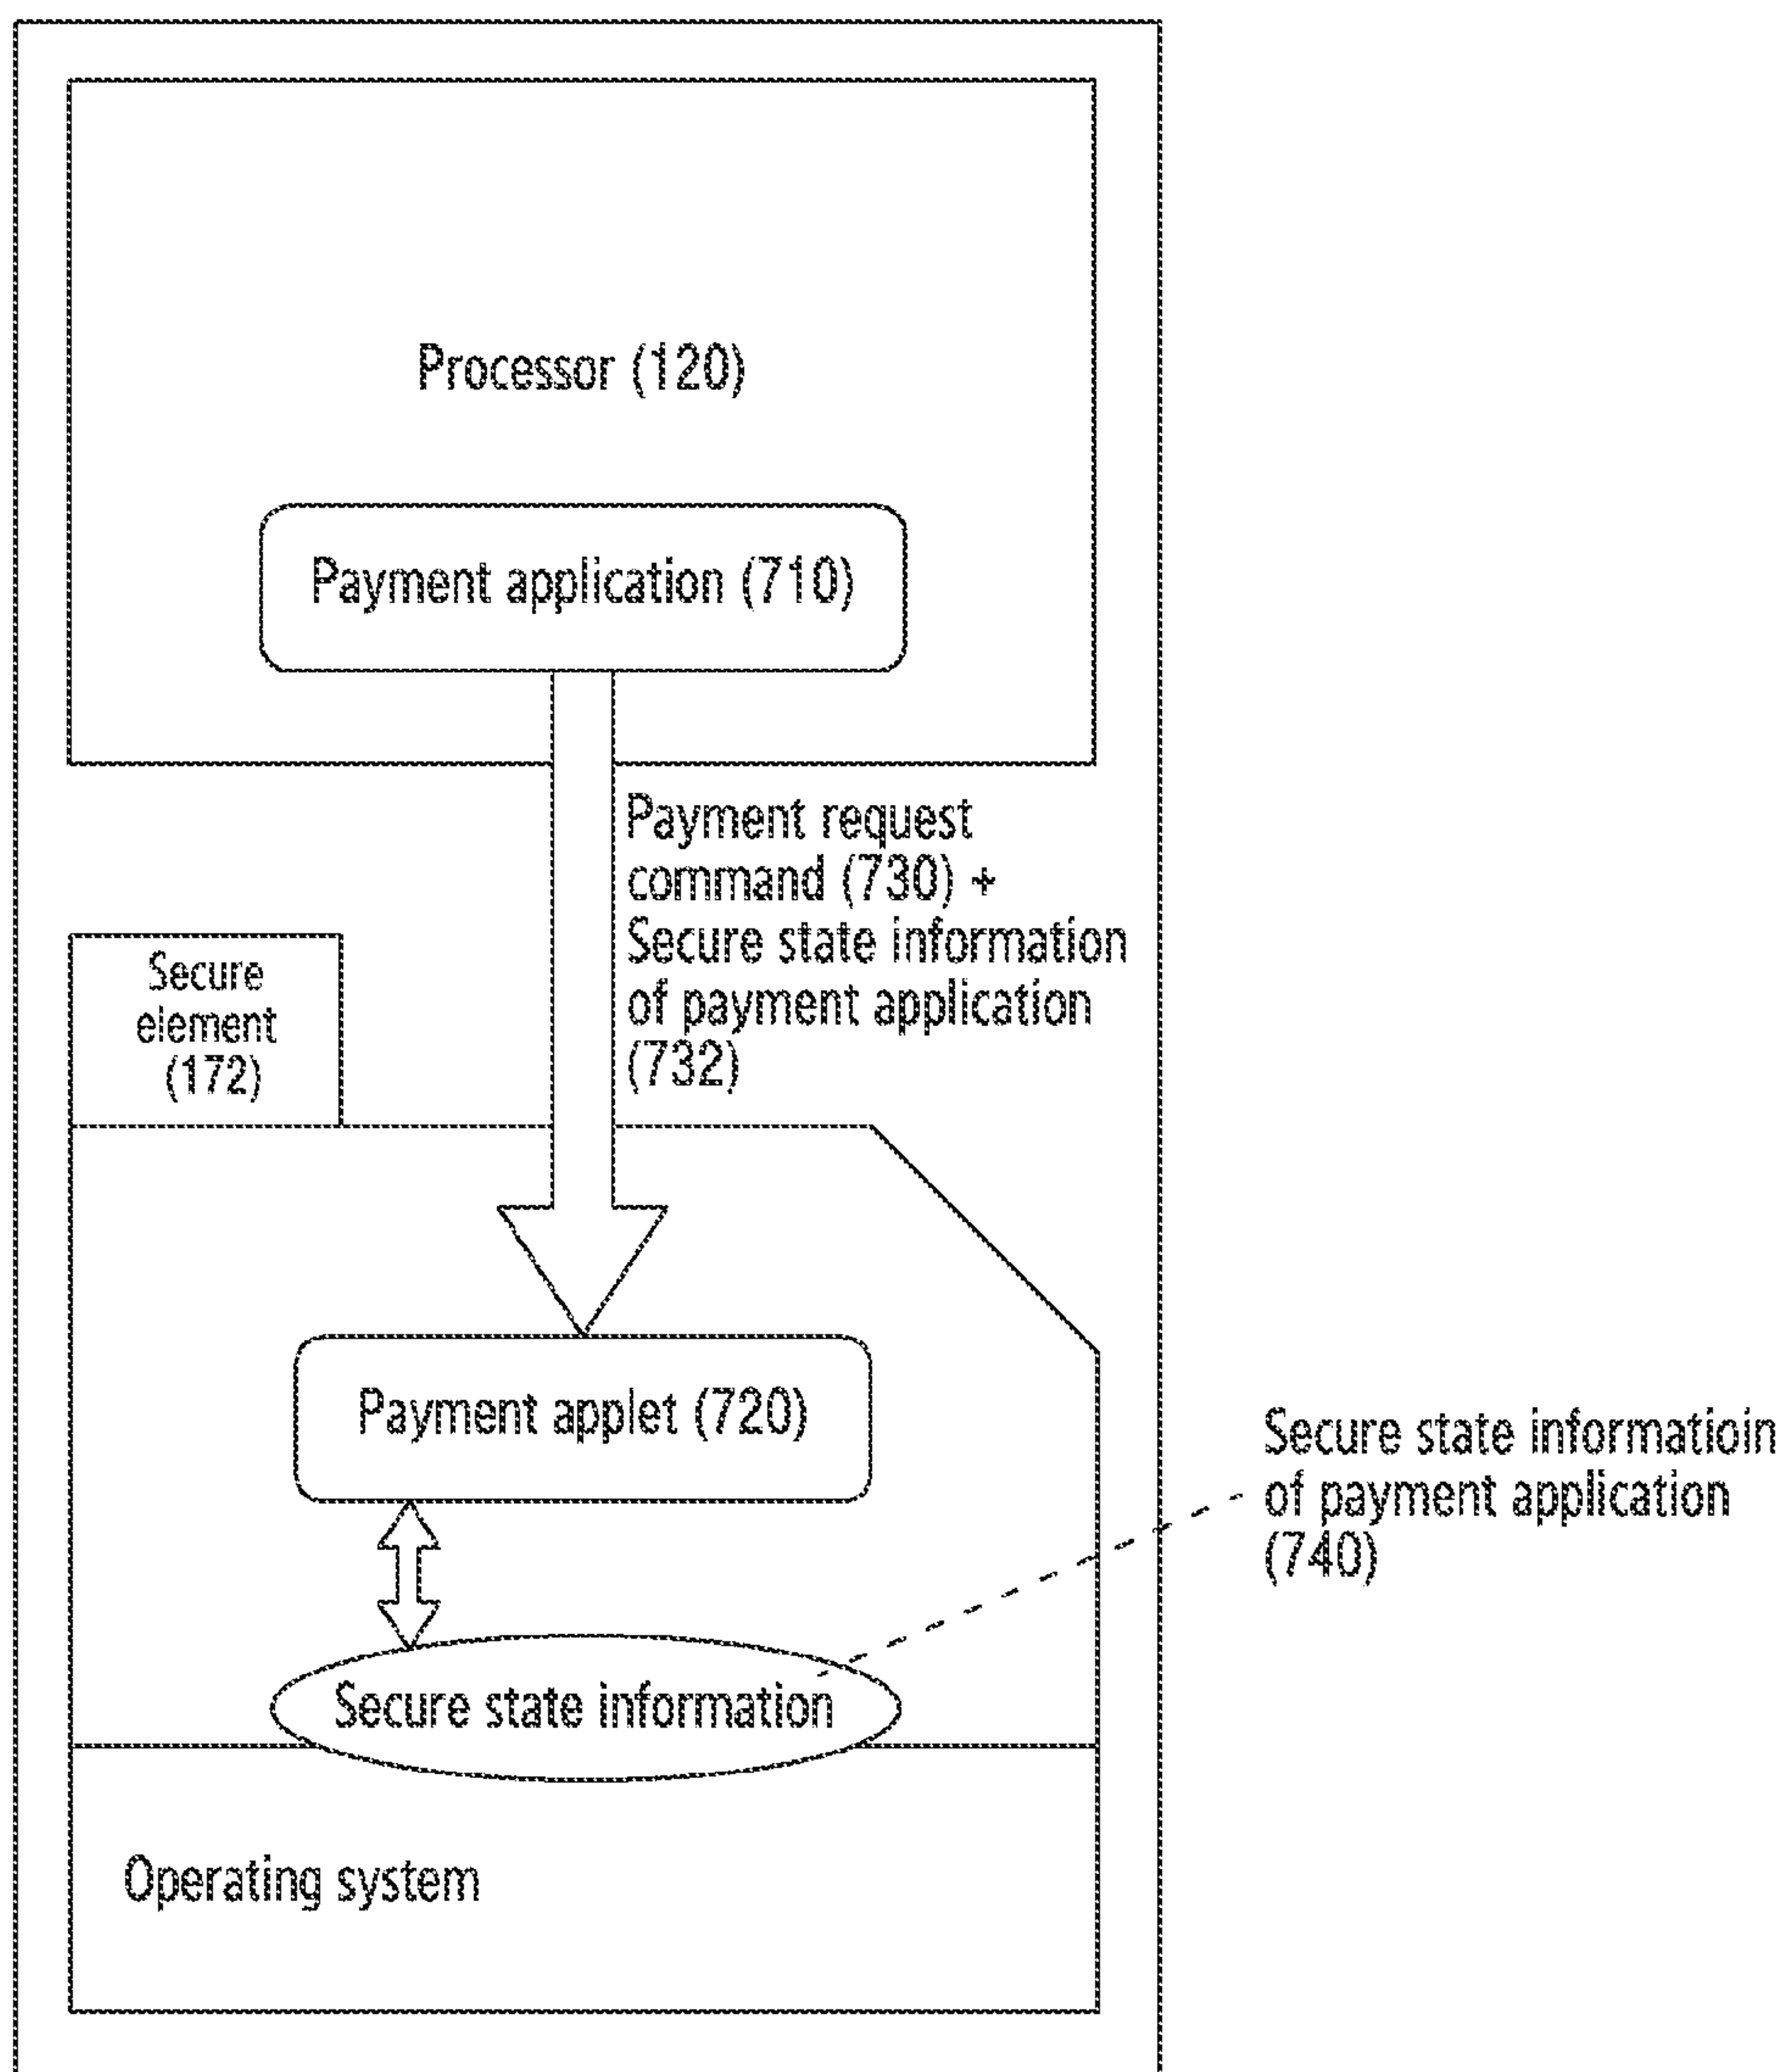 Processor (120)
Payment application (710)
Payment request
command (730) +
Secure state information
of payment application
(732)
Secure
element
(172)
Payment applet (720)
Secure state informatioin
of payment application
(740)
Secure state information
Operating system